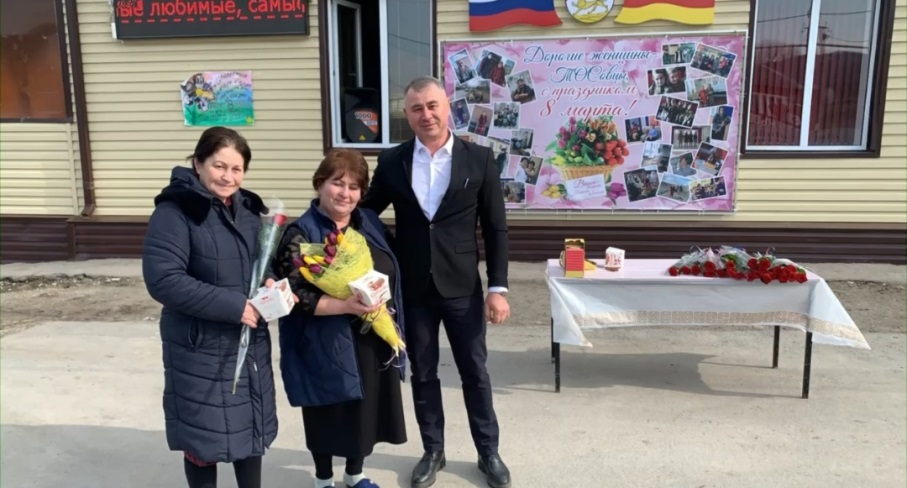 ые любимые, самы
Дорогие женщины-
ТОСовцы,
с праздником
8 марта!